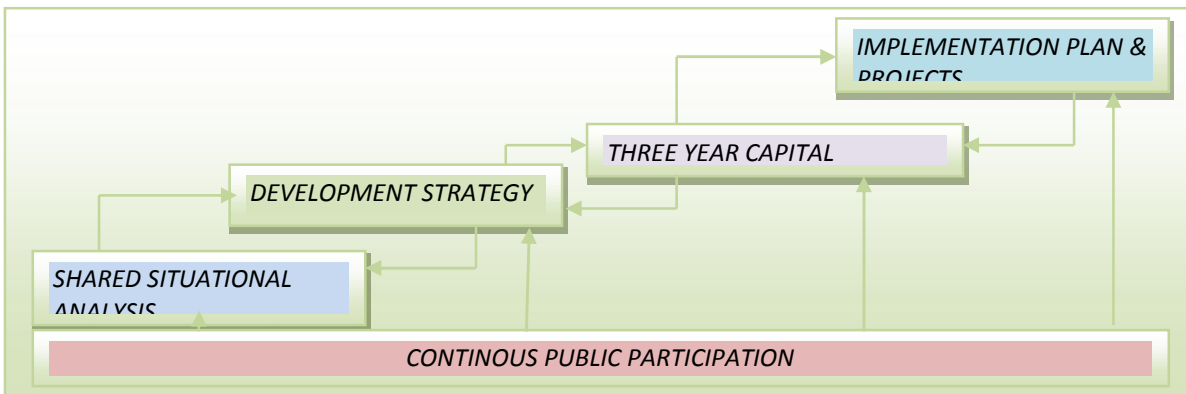 IMPLEMENTATION PLAN &
PROJECTS
THREE YEAR CAPITAL
DEVELOPMENT STRATEGY
SHARED SITUATIONAL
ANALYSIS
CONTINOUS PUBLIC PARTICIPATION